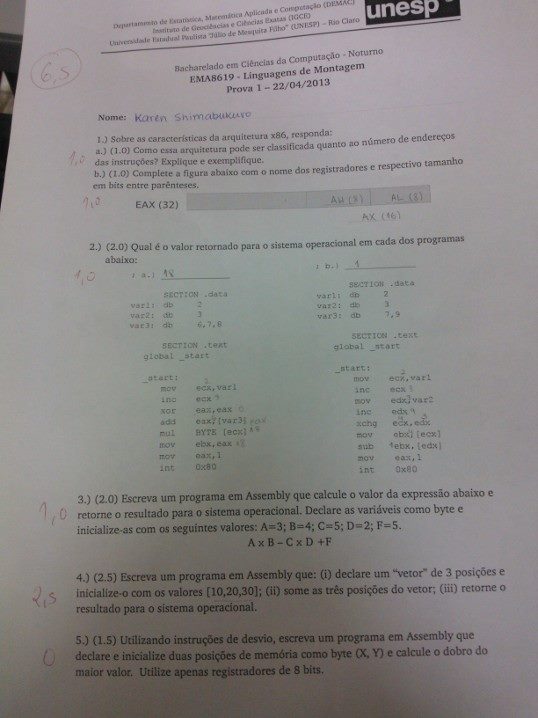 Departamento de Estatística, Matemática Aplicada e Computação (DEMAC)
Instituto de Geociências e Ciências Exatas (IGCE)
Universidade Estadual Paulista "Júlio de Mesquita Filho" (UNESP) – Rio Claro
unesp
6,5
Bacharelado em Ciências da Computação - Noturno
EMA8619 - Linguagens de Montagem
Prova 1 – 22/04/2013
Nome: Karen Shimabukuro
1.) Sobre as características da arquitetura x86, responda:
a.) (1.0) Como essa arquitetura pode ser classificada quanto ao número de endereços
1,0
das instruções? Explique e exemplifique.
b.) (1.0) Complete a figura abaixo com o nome dos registradores e respectivo tamanho
em bits entre parênteses.
1,0
EAX (32) AH (8) AL (8)
AX (16)
2.) (2.0) Qual é o valor retornado para o sistema operacional em cada dos programas
abaixo:
1,0
; a.) 18
; b.) 1
SECTION .data
var1: db 2
var2: db 3
var3: db 6,7,8
SECTION .text
global _start
_start:
mov ecx,var1
inc ecx
xor eax,eax
add eax,[var3]
mul BYTE [ecx] 18
mov ebx,eax 18
mov eax,1
int 0x80
SECTION .data
var1: db 2
var2: db 3
var3: db 7,9
SECTION .text
global _start
_start:
mov ecx,var1
inc ecx 3
mov edx,var2
inc edx 4
xchg ecx,edx
mov ebx,[ecx]
sub ebx,[edx]
mov eax,1
int 0x80
3.) (2.0) Escreva um programa em Assembly que calcule o valor da expressão abaixo e
1,0
retorne o resultado para o sistema operacional. Declare as variáveis como byte e
inicialize-as com os seguintes valores: A=3; B=4; C=5; D=2; F=5.
A x B – C x D +F
4.) (2.5) Escreva um programa em Assembly que: (i) declare um "vetor" de 3 posições e
2,5
inicialize-o com os valores [10,20,30]; (ii) some as três posições do vetor; (iii) retorne o
resultado para o sistema operacional.
5.) (1.5) Utilizando instruções de desvio, escreva um programa em Assembly que
0
declare e inicialize duas posições de memória como byte (X, Y) e calcule o dobro do
maior valor. Utilize apenas registradores de 8 bits.